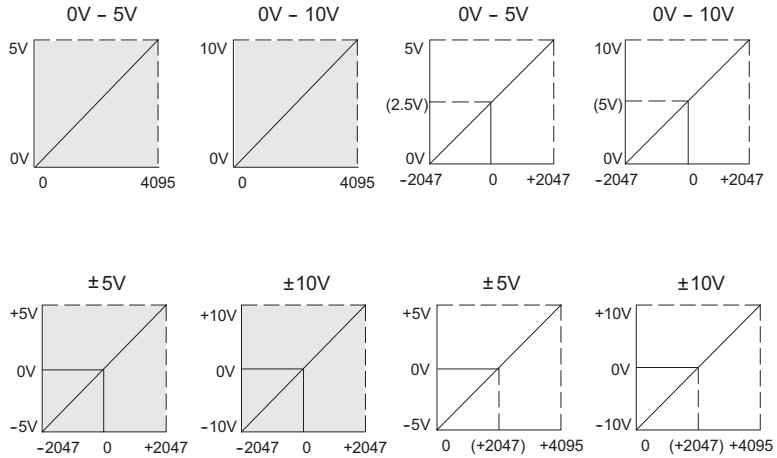 0V - 5V
5V
0V
0 4095
0V - 10V
10V
0V
0 4095
0V - 5V
5V
(2.5V)
0V
-2047 0 +2047
0V - 10V
10V
(5V)
0V
-2047 0 +2047
±5V
+5V
0V
-5V
-2047 0 +2047
±10V
+10V
0V
-10V
-2047 0 +2047
±5V
+5V
0V
-5V
0 (+2047) +4095
±10V
+10V
0V
-10V
0 (+2047) +4095